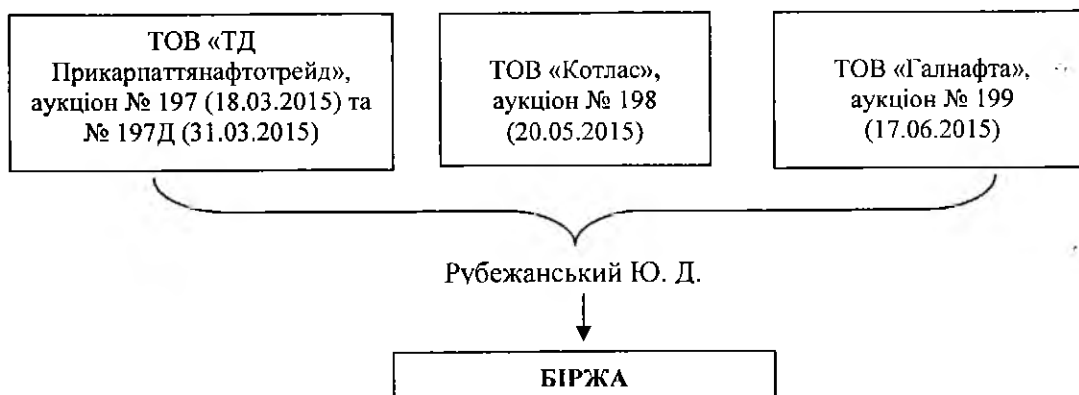 ТОВ «ТД
Прикарпаттянафтотрейд»,
аукціон № 197 (18.03.2015) та
№ 197Д (31.03.2015)
ТОВ «Котлас»,
аукціон № 198
(20.05.2015)
ТОВ «Галнафта»,
аукціон № 199
(17.06.2015)
Рубежанський Ю. Д.
БІРЖА